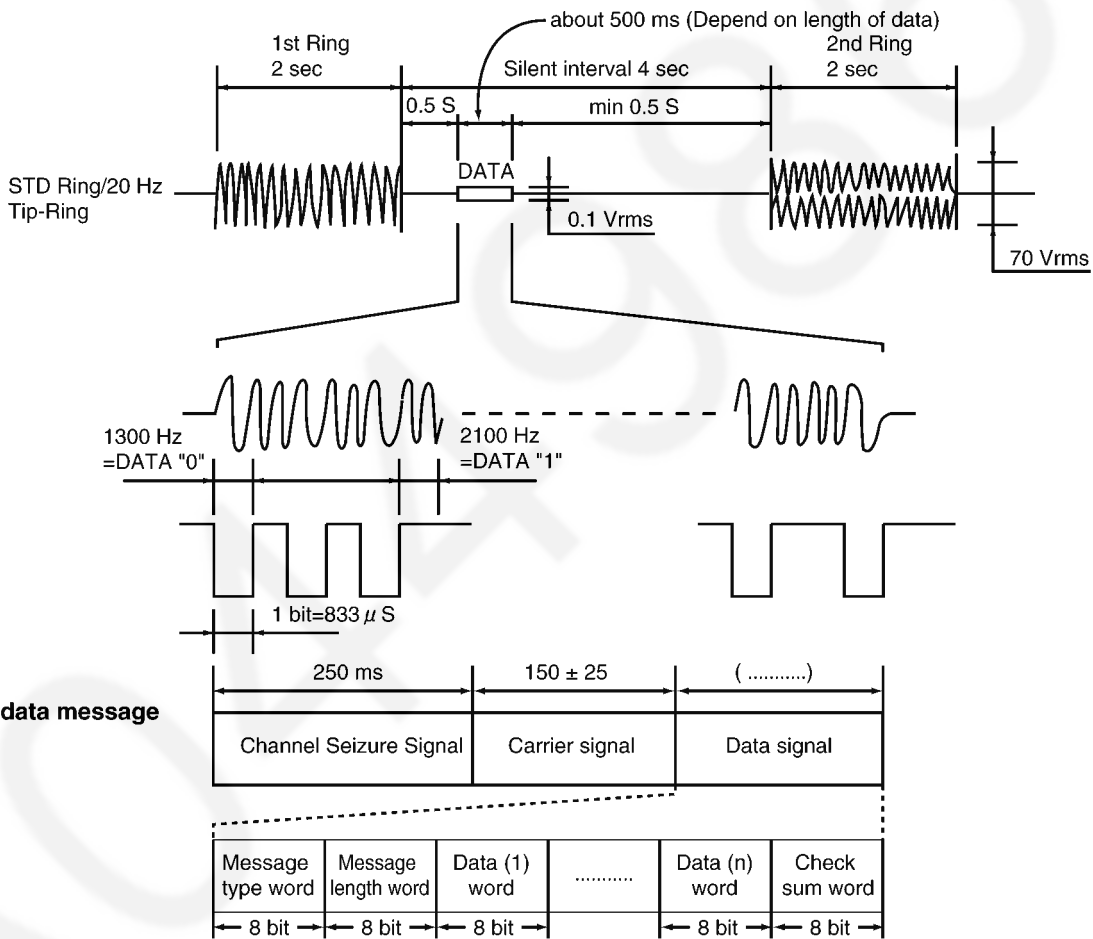 about 500 ms (Depend on length of data)
1st Ring
2 sec
Silent interval 4 sec
2nd Ring
2 sec
0.5 S
min 0.5 S
DATA
STD Ring/20 Hz
Tip-Ring
0.1 Vrms
70 Vrms
1300 Hz
=DATA "0"
2100 Hz
=DATA "1"
1 bit=833 μ S
250 ms
150 ± 25
( ...........)
data message
Channel Seizure Signal
Carrier signal
Data signal
Message
type word
Message
length word
Data (1)
word
...........
Data (n)
word
Check
sum word
8 bit
8 bit
8 bit
8 bit
8 bit